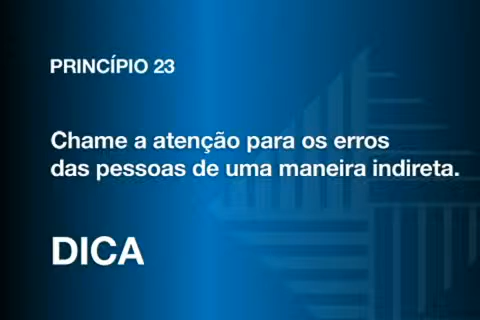 PRINCÍPIO 23
Chame a atenção para os erros
das pessoas de uma maneira indireta.
DICA